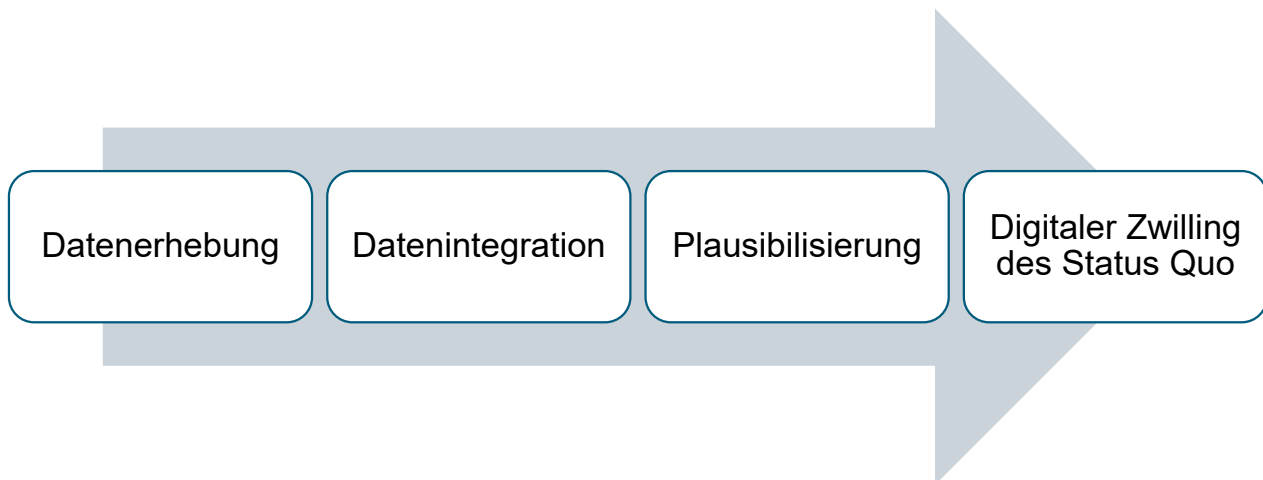 Datenerhebung
Datenintegration
Plausibilisierung
Digitaler Zwilling
des Status Quo